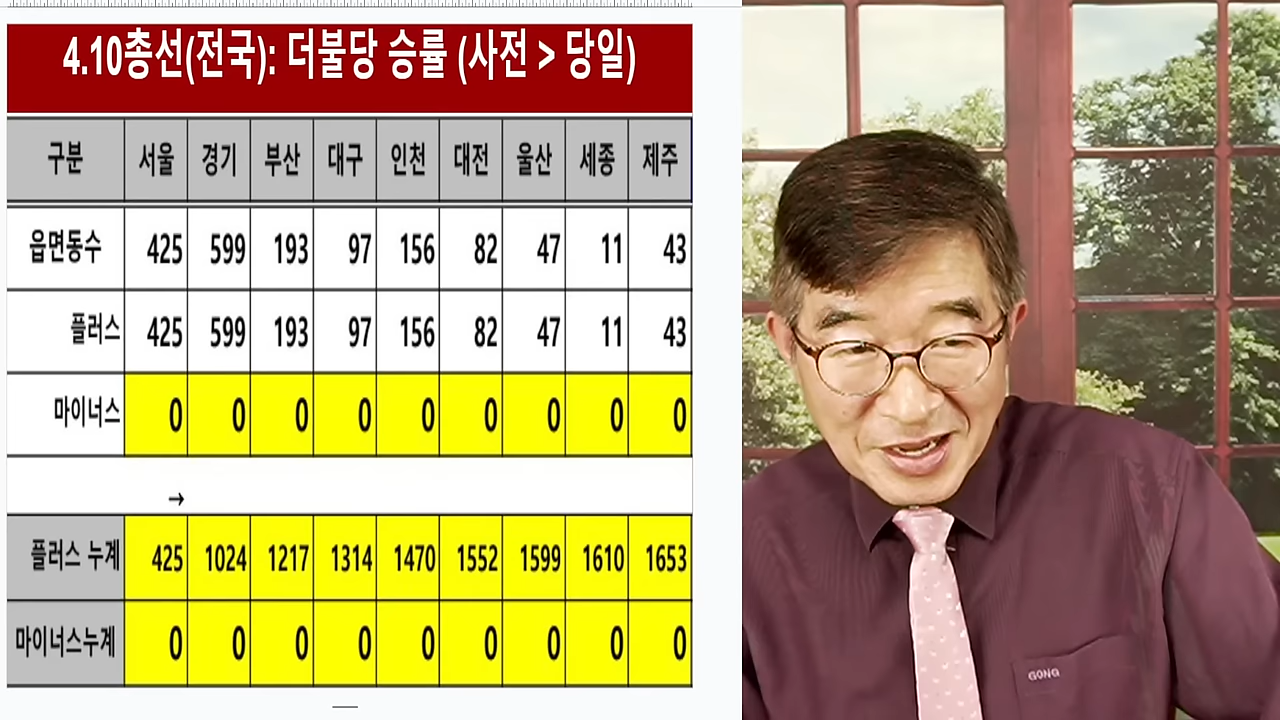 4.10총선(전국): 더불당 승률 (사전 > 당일)
구분 서울 경기 부산 대구 인천 대전 울산 세종 제주
읍면동수 425 599 193 97 156 82 47 11 43
플러스 425 599 193 97 156 82 47 11 43
마이너스 0 0 0 0 0 0 0 0 0
→
플러스 누계 425 1024 1217 1314 1470 1552 1599 1610 1653
마이너스누계 0 0 0 0 0 0 0 0 0
GONG